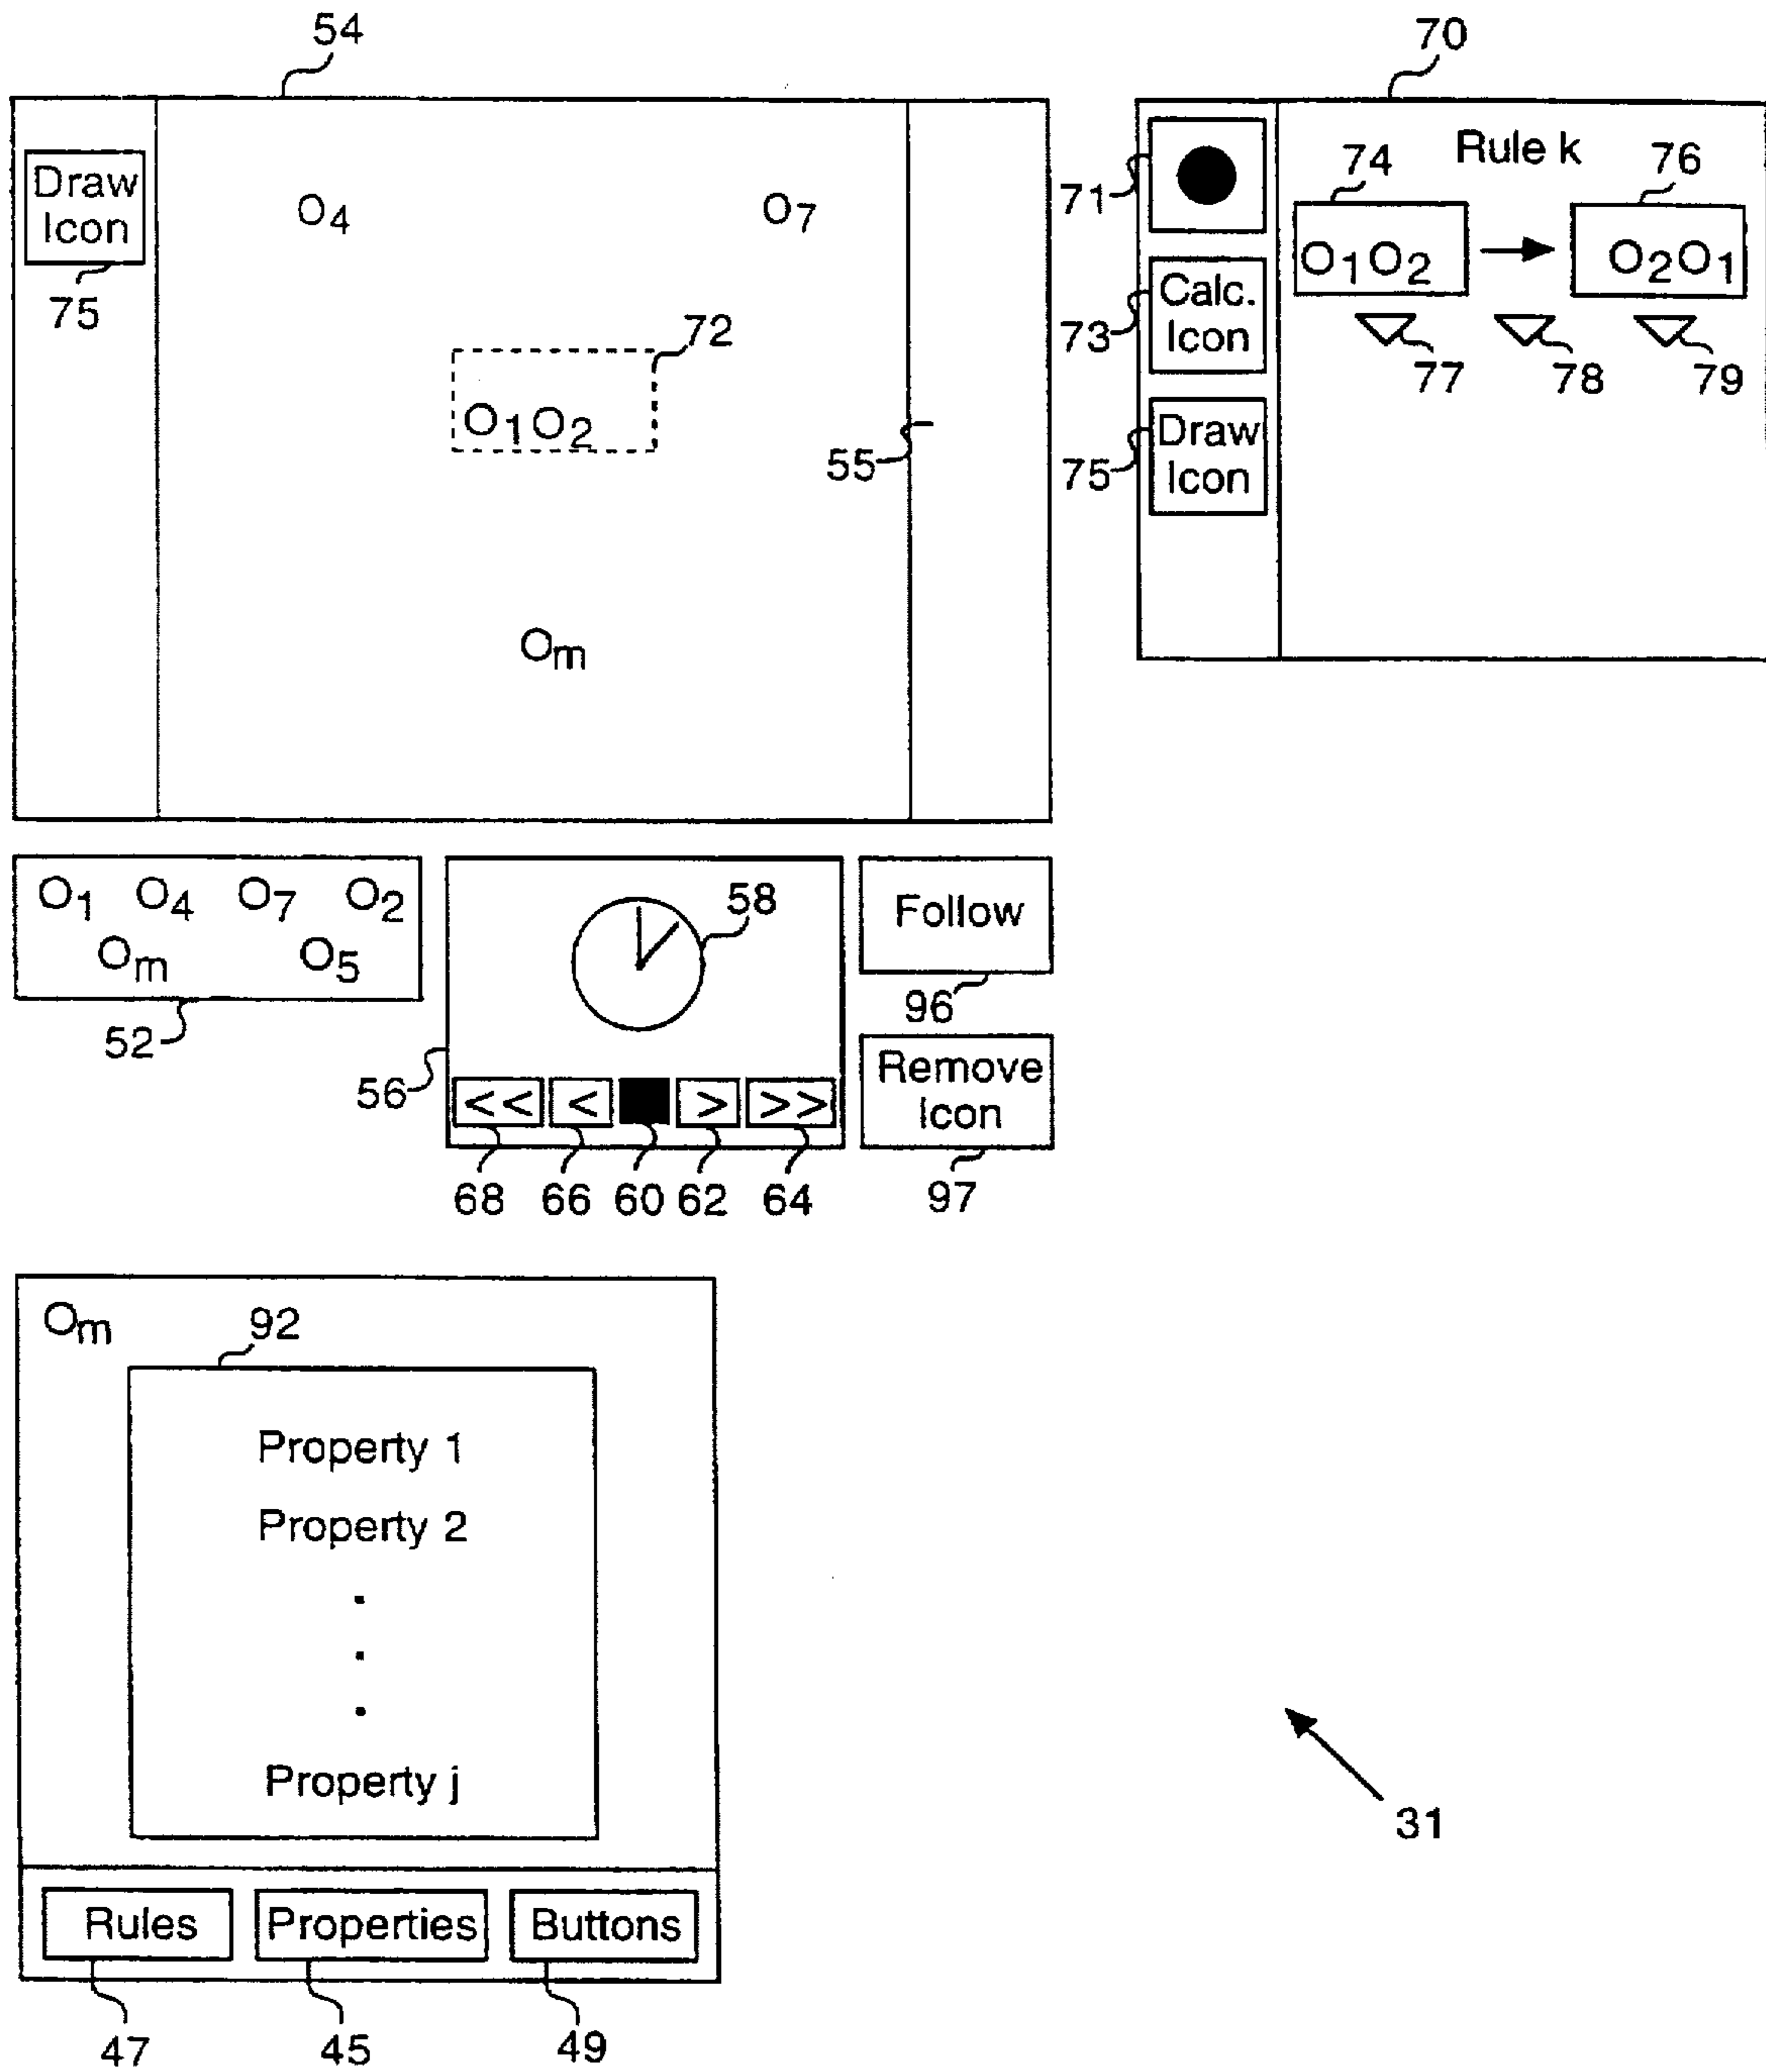 54
70
Draw
Icon
75
O4
O7
72
O1O2
55
Om
71
Calc.
Icon
73
Draw
Icon
75
Rule k
74
76
O1O2
O2O1
77
78
79
O1 O4 O7 O2
Om O5
52
58
56
<< < > >>
68 66 60 62 64
Follow
96
Remove
Icon
97
Om
92
Property 1
Property 2
.
.
.
Property j
Rules Properties Buttons
47 45 49
31